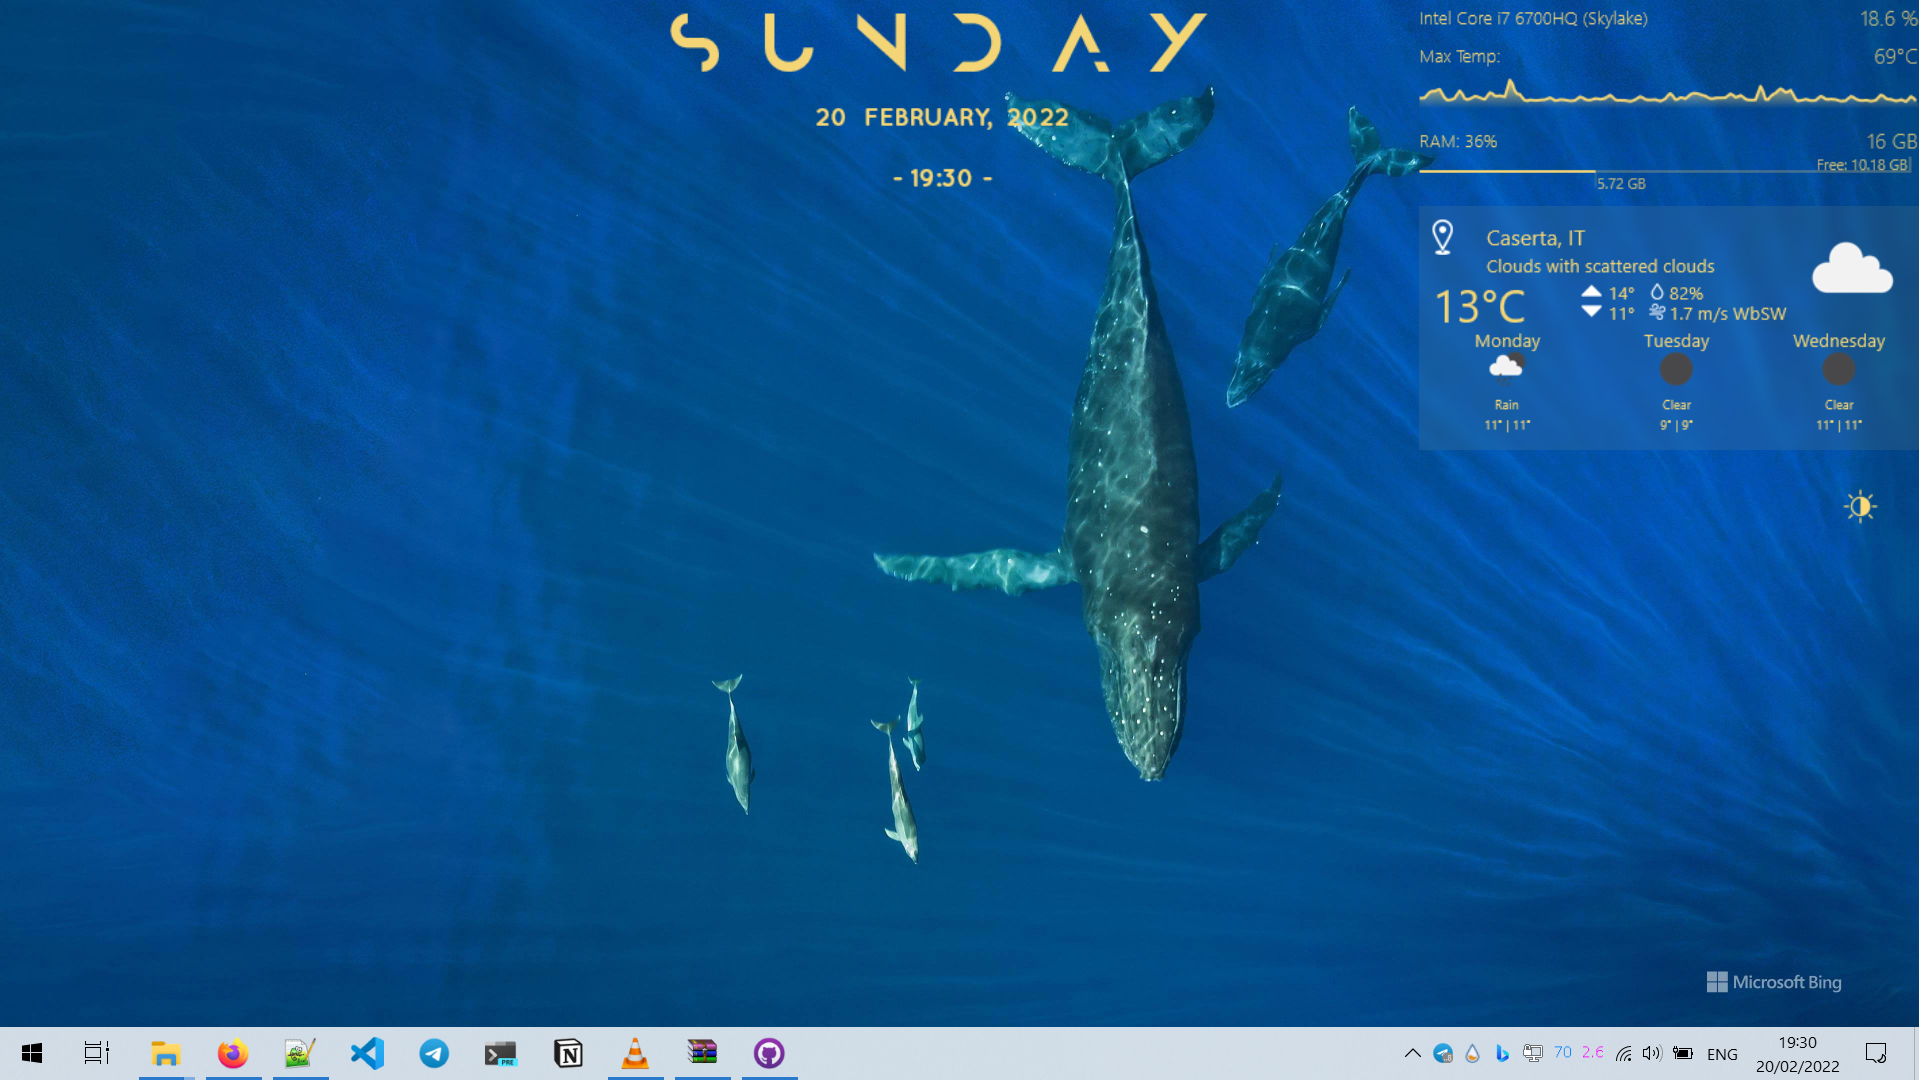 SUNDAY
20 FEBRUARY, 2022
- 19:30 -
Intel Core i7 6700HQ (Skylake) 18.6 %
Max Temp: 69°C
RAM: 36% 16 GB
Free: 10.18 GB
5.72 GB
Caserta, IT
Clouds with scattered clouds
13°C
14° 82%
11° 1.7 m/s WbSW
Monday Tuesday Wednesday
Rain Clear Clear
11° | 11° 9° | 9° 11° | 11°
Microsoft Bing
PRE
N
70 2.6 ENG
19:30
20/02/2022